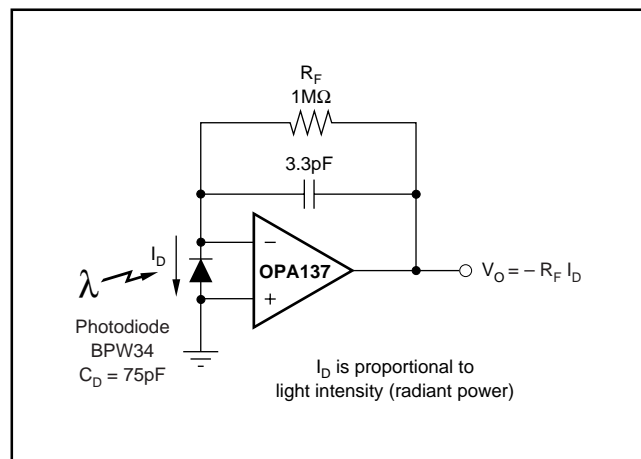 R_F
1MΩ
3.3pF
I_D
λ
−
OPA137
+
V_O = − R_F I_D
Photodiode
BPW34
C_D = 75pF
I_D is proportional to
light intensity (radiant power)